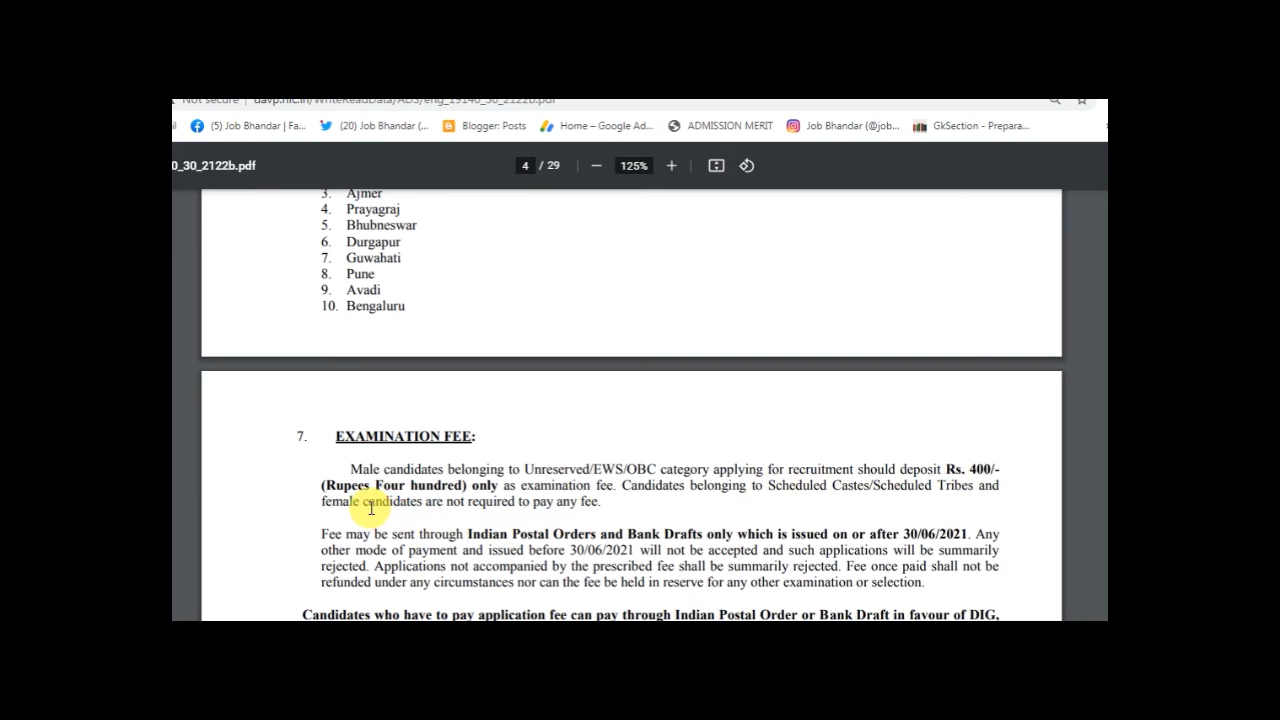 Not secure | davp.nic.in/WriteReadData/ADS/eng_19140_30_2122b.pdf
(5) Job Bhandar | Fa... (20) Job Bhandar (... Blogger: Posts Home – Google Ad... ADMISSION MERIT Job Bhandar (@job... GkSection - Prepara...
0_30_2122b.pdf 4 / 29 − 125% +
3. Ajmer
4. Prayagraj
5. Bhubneswar
6. Durgapur
7. Guwahati
8. Pune
9. Avadi
10. Bengaluru
7. EXAMINATION FEE:
Male candidates belonging to Unreserved/EWS/OBC category applying for recruitment should deposit Rs. 400/-
(Rupees Four hundred) only as examination fee. Candidates belonging to Scheduled Castes/Scheduled Tribes and
female candidates are not required to pay any fee.
Fee may be sent through Indian Postal Orders and Bank Drafts only which is issued on or after 30/06/2021. Any
other mode of payment and issued before 30/06/2021 will not be accepted and such applications will be summarily
rejected. Applications not accompanied by the prescribed fee shall be summarily rejected. Fee once paid shall not be
refunded under any circumstances nor can the fee be held in reserve for any other examination or selection.
Candidates who have to pay application fee can pay through Indian Postal Order or Bank Draft in favour of DIG,